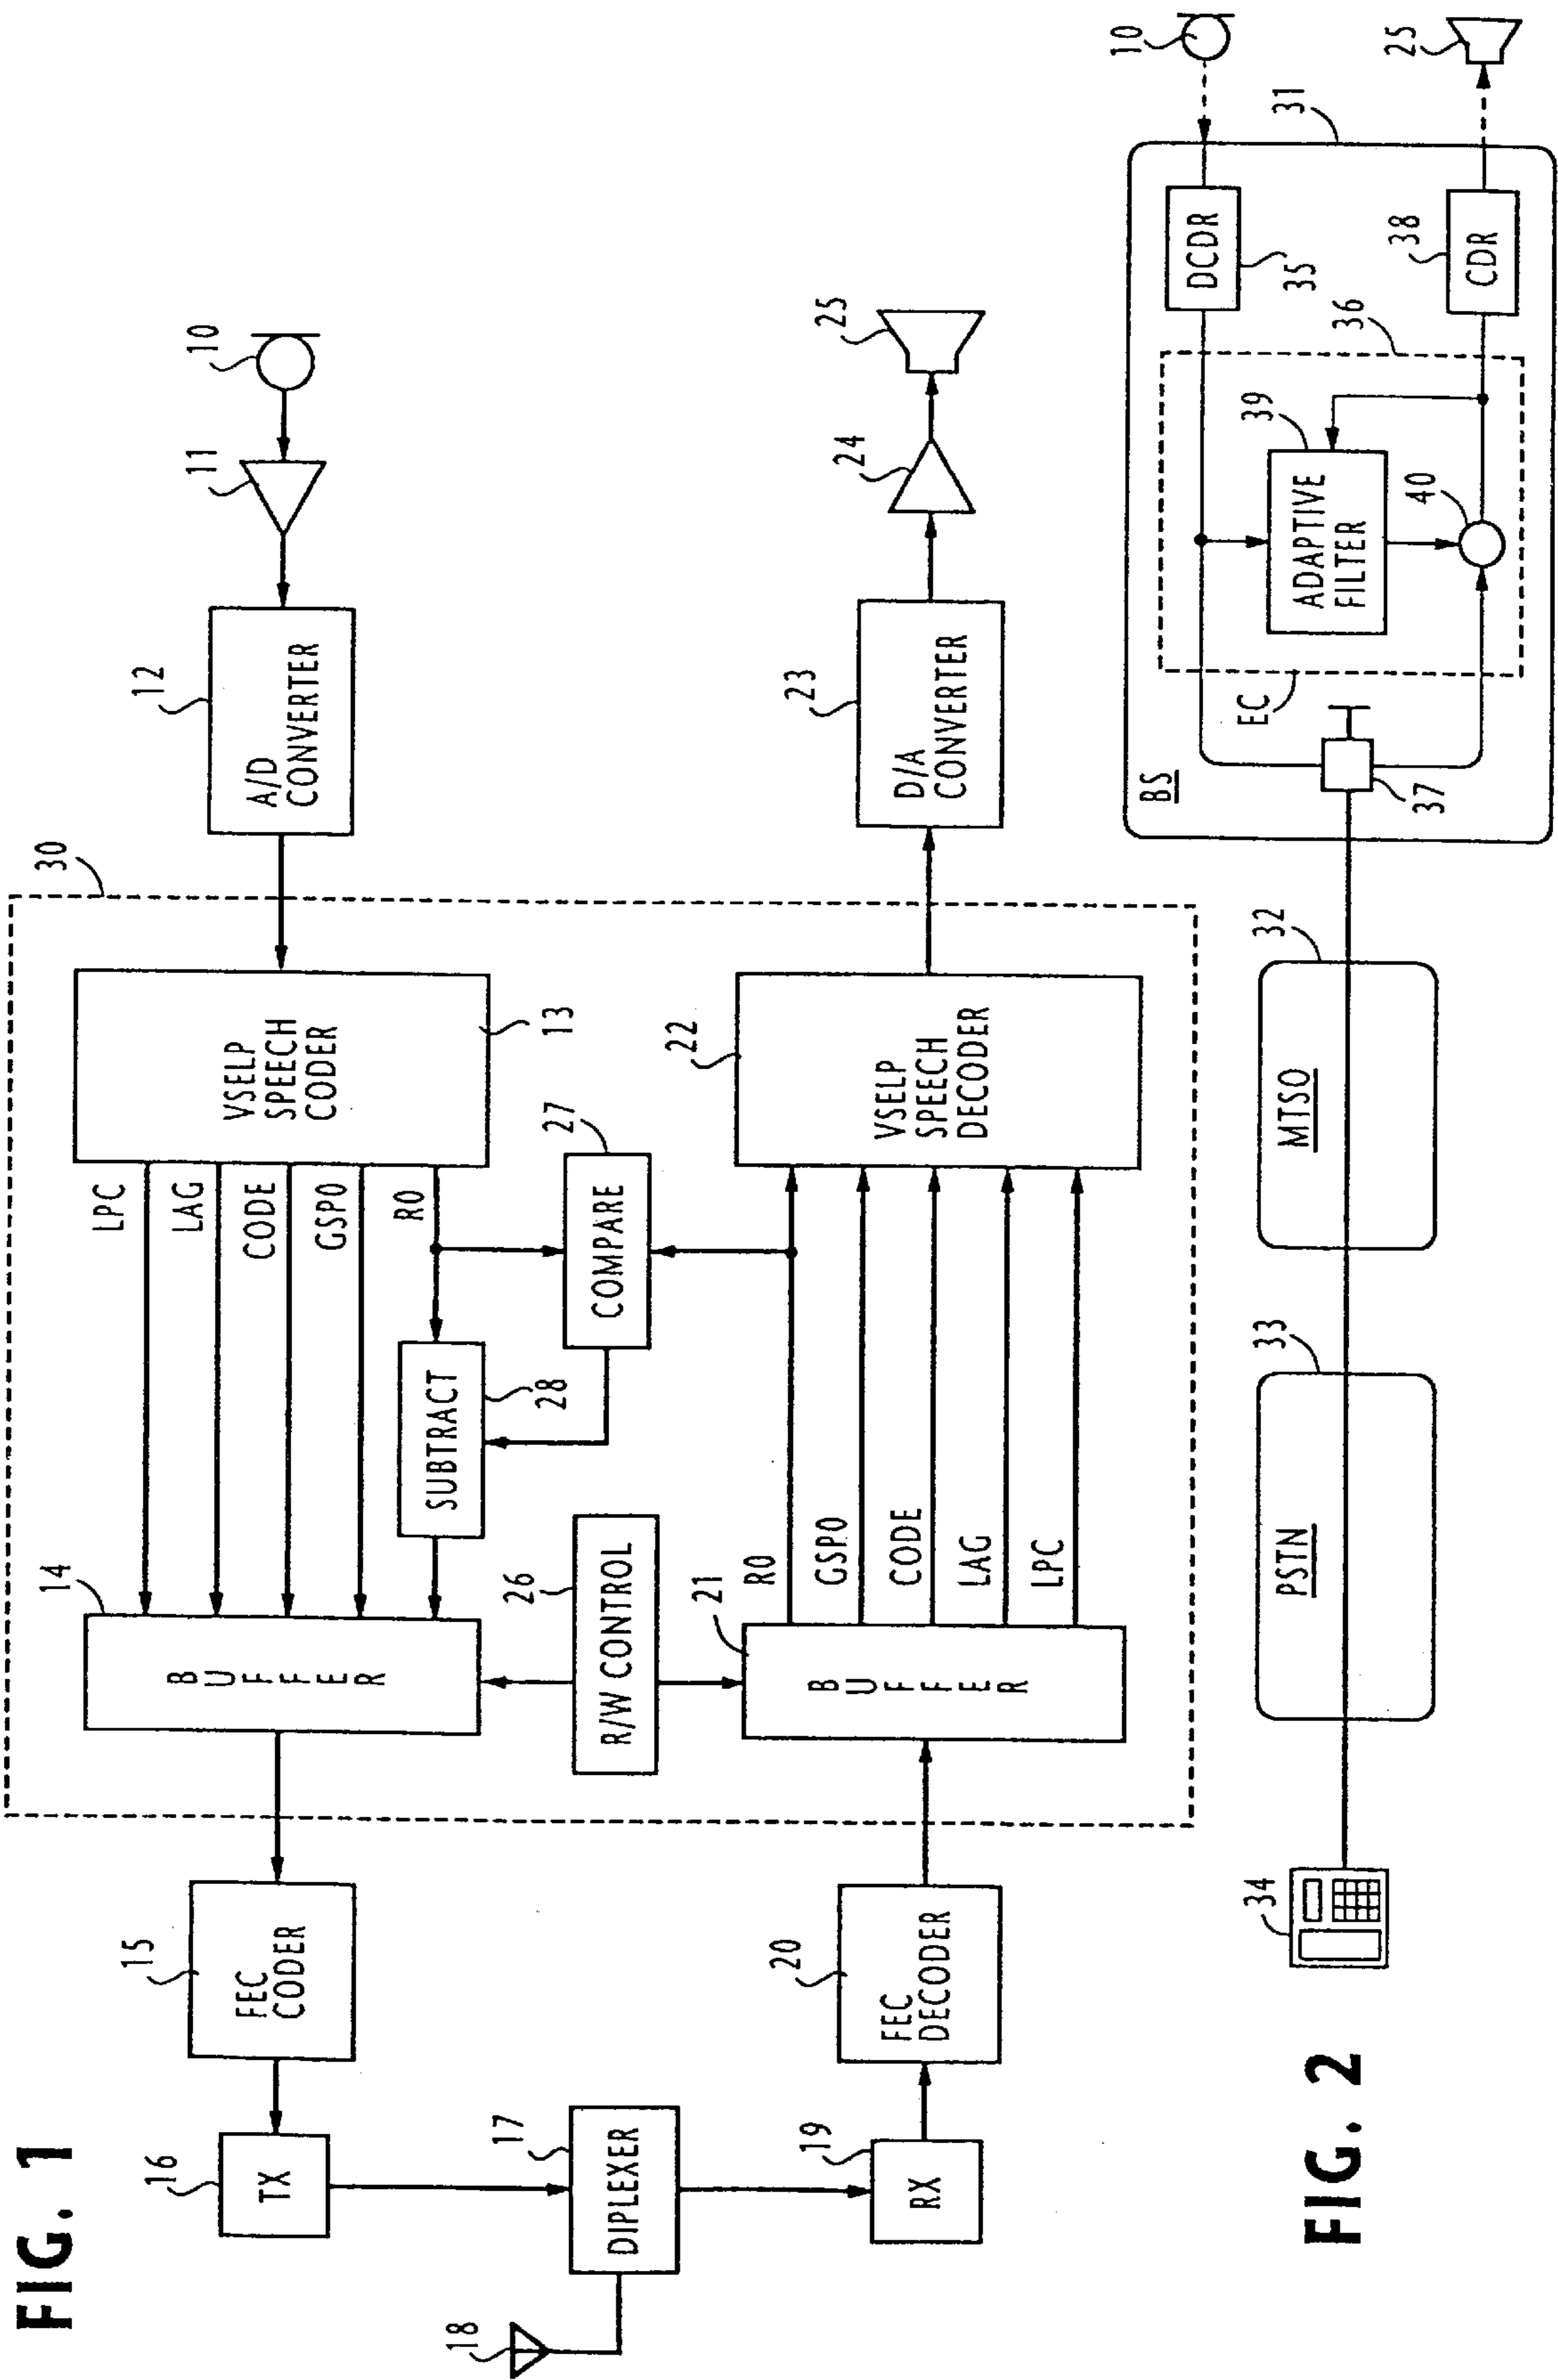 FIG. 1
18
16
TX
17
DIPLEXER
19
RX
15
FEC
CODER
20
FEC
DECODER
14
BUFFER
26
R/W CONTROL
21
BUFFER
30
LPC
LAG
CODE
GSP0
R0
SUBTRACT
28
27
COMPARE
R0
GSP0
CODE
LAG
LPC
VSELP
SPEECH
CODER
13
22
VSELP
SPEECH
DECODER
12
A/D
CONVERTER
23
D/A
CONVERTER
11
10
24
25
FIG. 2
34
33
PSTN
32
MTSO
31
BS
37
EC
36
39
ADAPTIVE
FILTER
40
DCDR
35
38
CDR
10
25